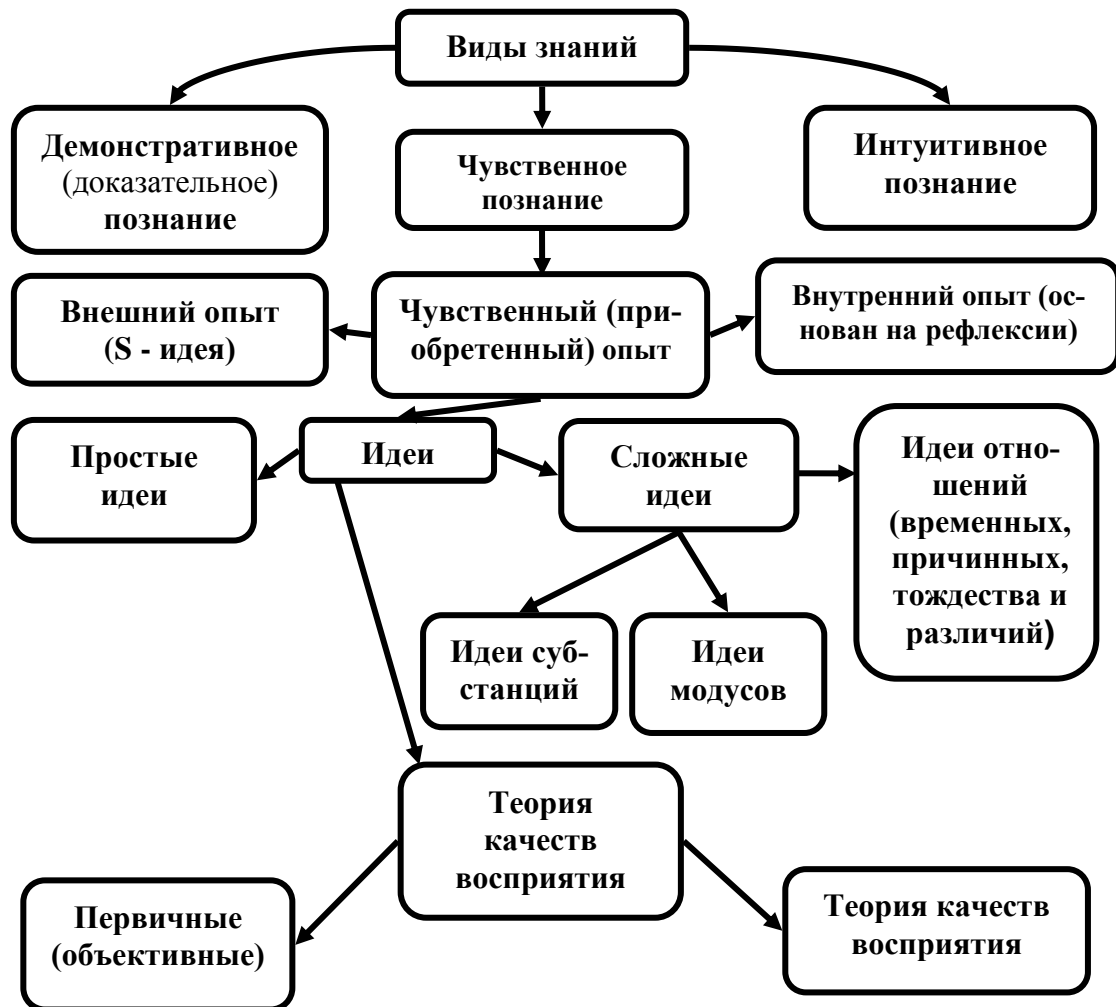 Виды знаний
Демонстративное
(доказательное)
познание
Чувственное
познание
Интуитивное
познание
Внешний опыт
(S - идея)
Чувственный (при-
обретенный) опыт
Внутренний опыт (ос-
нован на рефлексии)
Простые
идеи
Идеи
Сложные
идеи
Идеи отно-
шений
(временных,
причинных,
тождества и
различий)
Идеи суб-
станций
Идеи
модусов
Теория
качеств
восприятия
Первичные
(объективные)
Теория качеств
восприятия